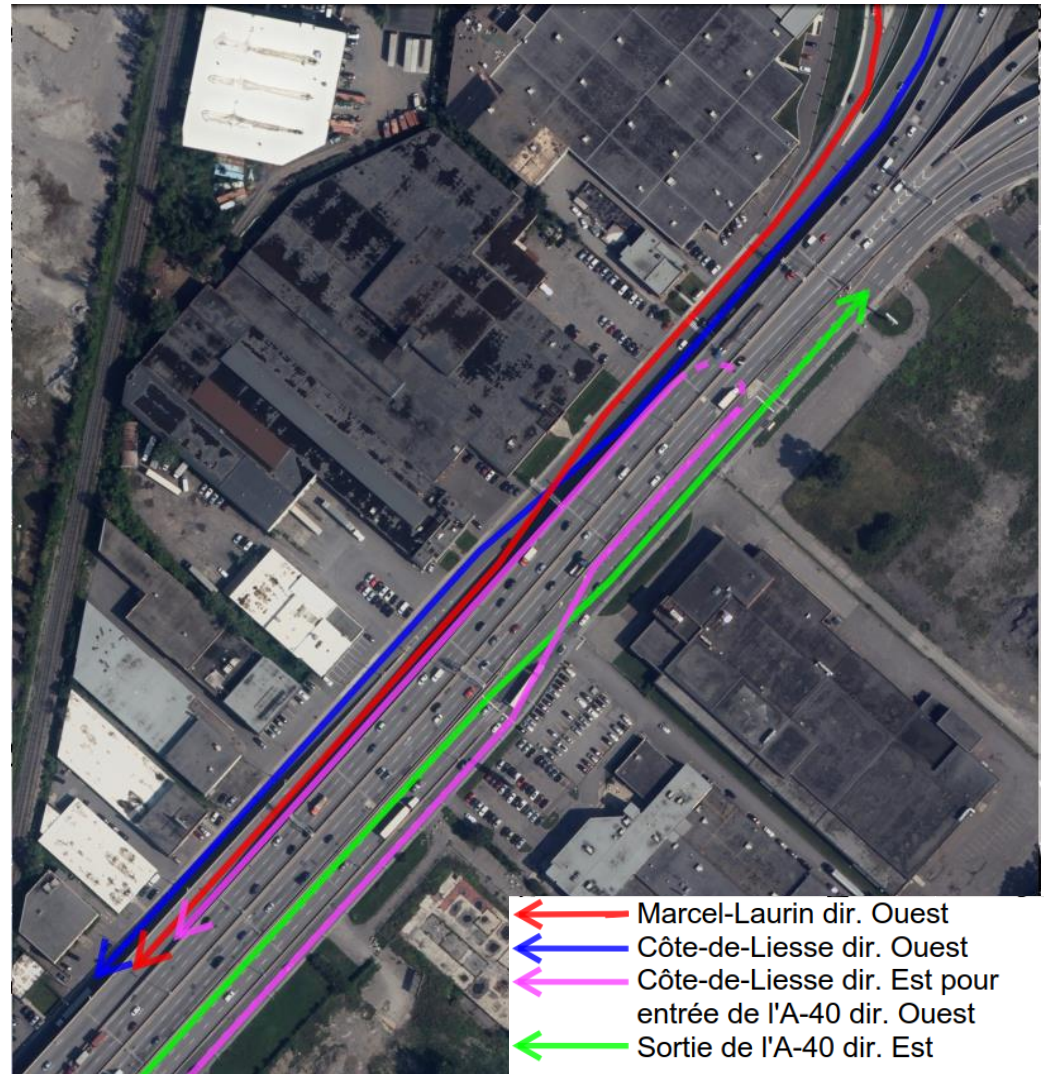 Marcel-Laurin dir. Ouest
Côte-de-Liesse dir. Ouest
Côte-de-Liesse dir. Est pour
entrée de l'A-40 dir. Ouest
Sortie de l'A-40 dir. Est